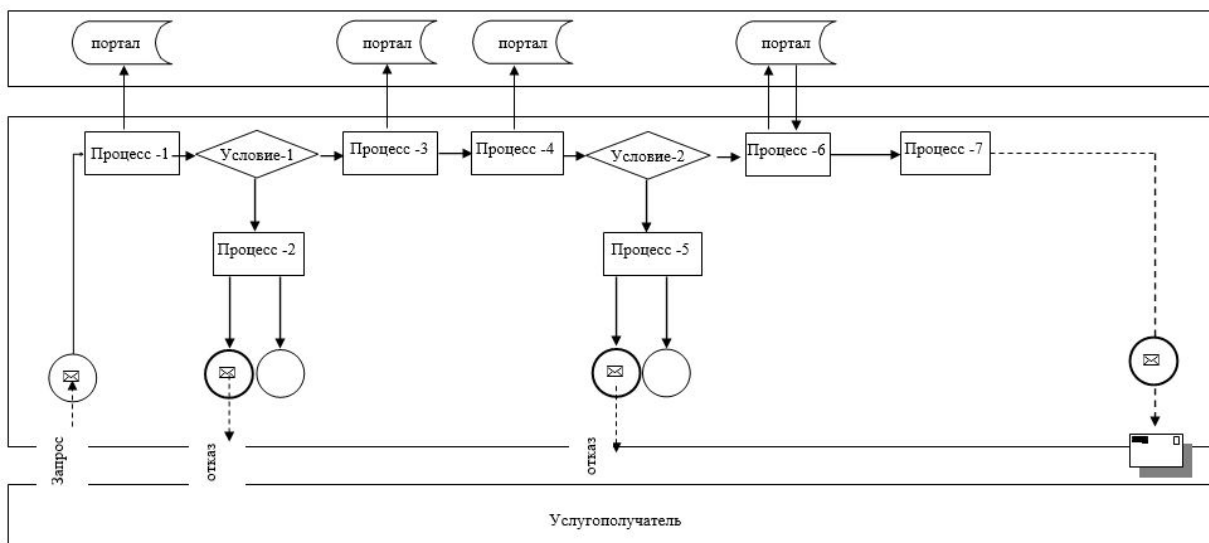 портал
портал
портал
портал
Процесс -1
Условие-1
Процесс -3
Процесс -4
Условие-2
Процесс -6
Процесс -7
Процесс -2
Процесс -5
Запрос
отказ
отказ
Услугополучатель